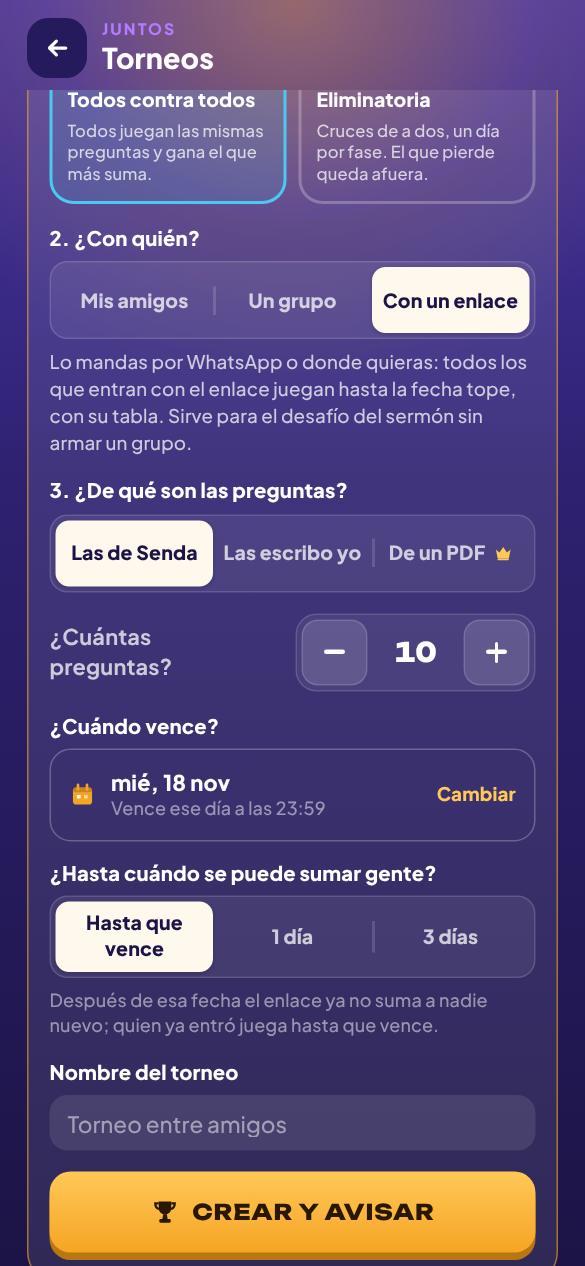 JUNTOS
Torneos
Todos contra todos
Todos juegan las mismas
preguntas y gana el que
más suma.
Eliminatoria
Cruces de a dos, un día
por fase. El que pierde
queda afuera.
2. ¿Con quién?
Mis amigos
Un grupo
Con un enlace
Lo mandas por WhatsApp o donde quieras: todos los
que entran con el enlace juegan hasta la fecha tope,
con su tabla. Sirve para el desafío del sermón sin
armar un grupo.
3. ¿De qué son las preguntas?
Las de Senda
Las escribo yo
De un PDF
¿Cuántas
preguntas?
10
¿Cuándo vence?
mié, 18 nov
Vence ese día a las 23:59
Cambiar
¿Hasta cuándo se puede sumar gente?
Hasta que
vence
1 día
3 días
Después de esa fecha el enlace ya no suma a nadie
nuevo; quien ya entró juega hasta que vence.
Nombre del torneo
Torneo entre amigos
CREAR Y AVISAR